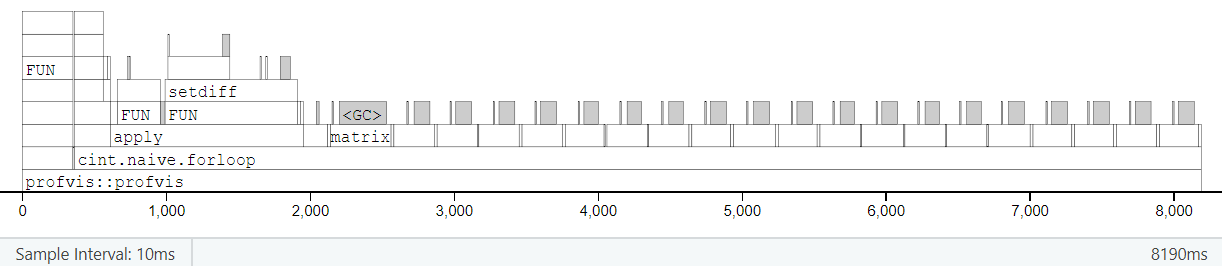 FUN
setdiff
FUN FUN <GC>
apply matrix
cint.naive.forloop
profvis::profvis
0 1,000 2,000 3,000 4,000 5,000 6,000 7,000 8,000
Sample Interval: 10ms 8190ms